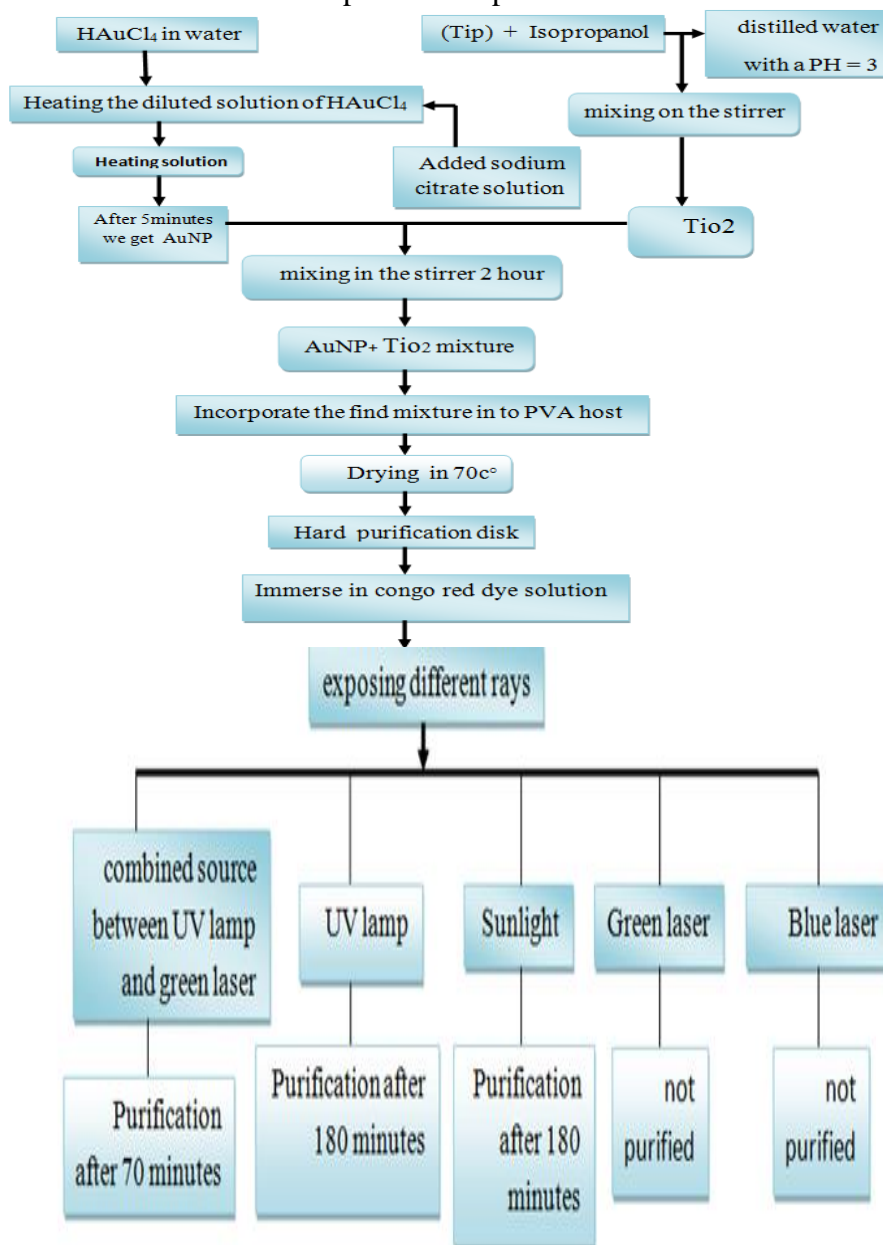 HAuCl₄ in water
(Tip) + Isopropanol
distilled water
with a PH = 3
Heating the diluted solution of HAuCl₄
mixing on the stirrer
Heating solution
Added sodium
citrate solution
After 5minutes
we get AuNP
Tio2
mixing in the stirrer 2 hour
AuNP+ Tio₂ mixture
Incorporate the find mixture in to PVA host
Drying in 70c°
Hard purification disk
Immerse in congo red dye solution
exposing different rays
combined source
between UV lamp
and green laser
UV lamp
Sunlight
Green laser
Blue laser
Purification
after 70 minutes
Purification after
180 minutes
Purification
after 180
minutes
not
purified
not
purified